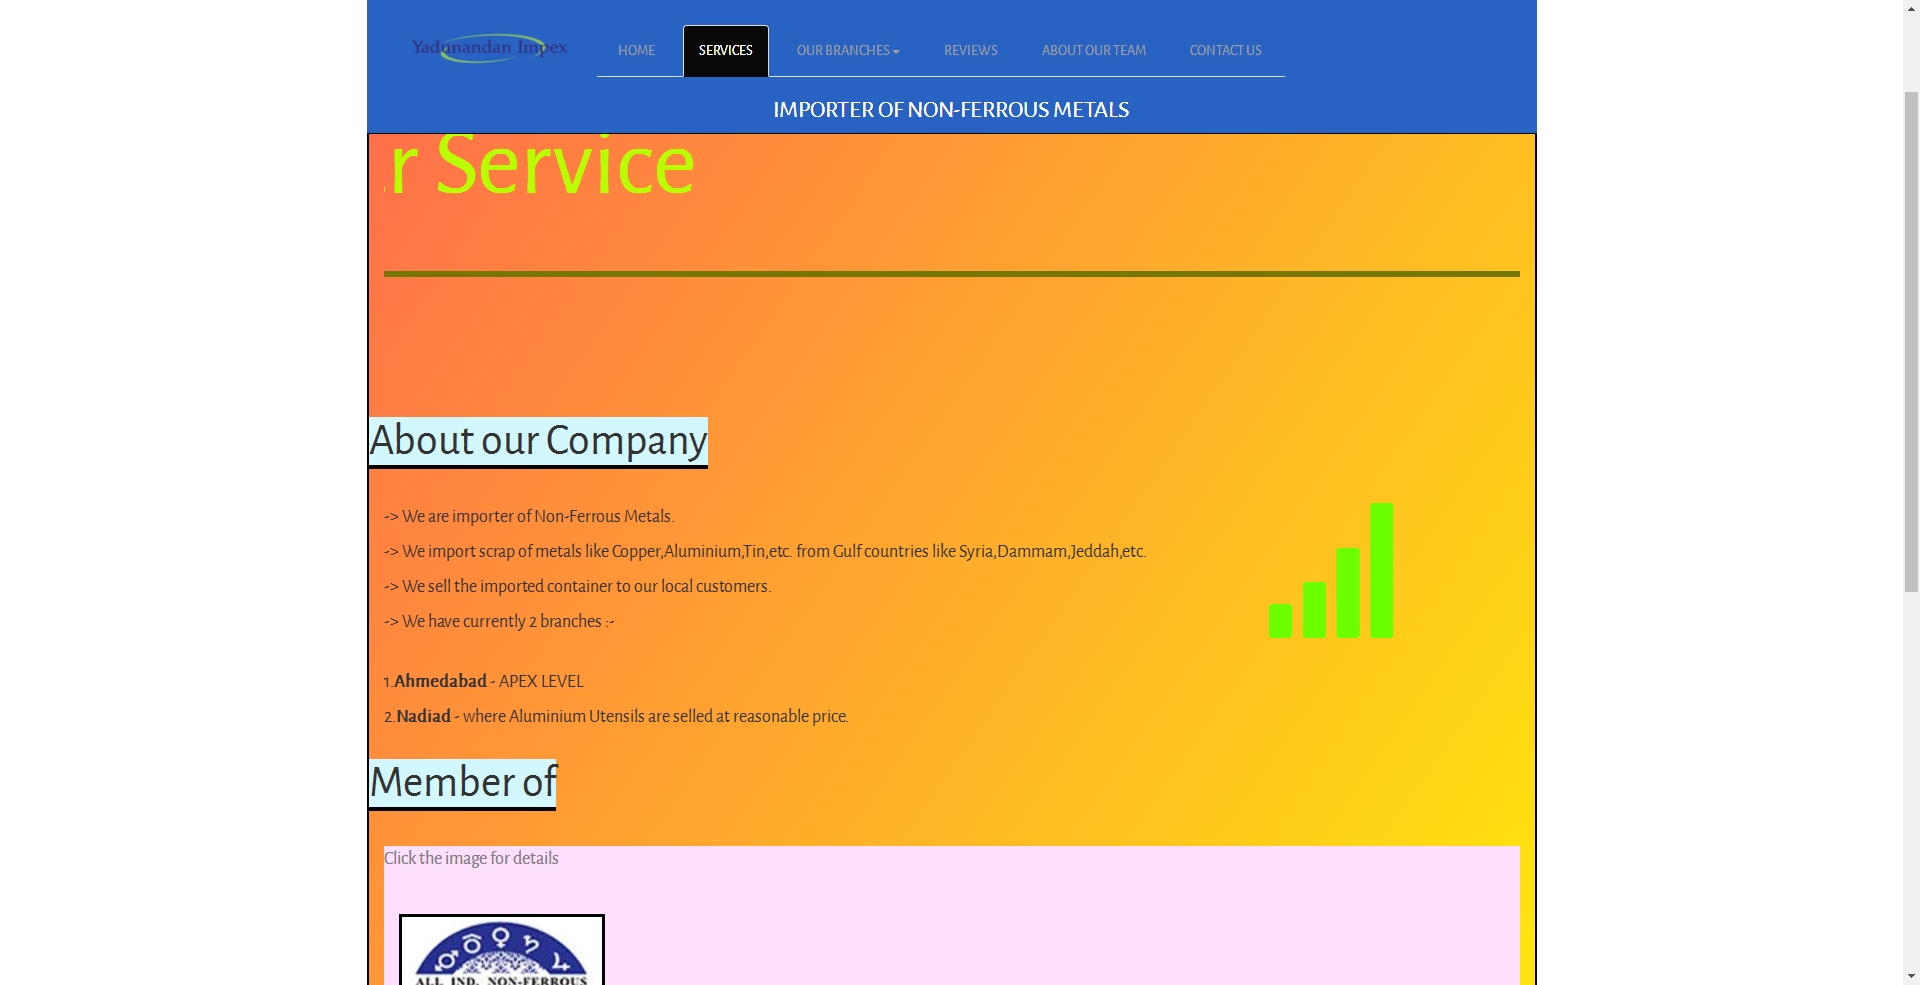 Yadunandan Impex
HOME SERVICES OUR BRANCHES REVIEWS ABOUT OUR TEAM CONTACT US
IMPORTER OF NON-FERROUS METALS
r Service
About our Company
-> We are importer of Non-Ferrous Metals.
-> We import scrap of metals like Copper,Aluminium,Tin,etc. from Gulf countries like Syria,Dammam,Jeddah,etc.
-> We sell the imported container to our local customers.
-> We have currently 2 branches :-
1.Ahmedabad - APEX LEVEL
2.Nadiad - where Aluminium Utensils are selled at reasonable price.
Member of
Click the image for details
ALL IND. NON-FERROUS